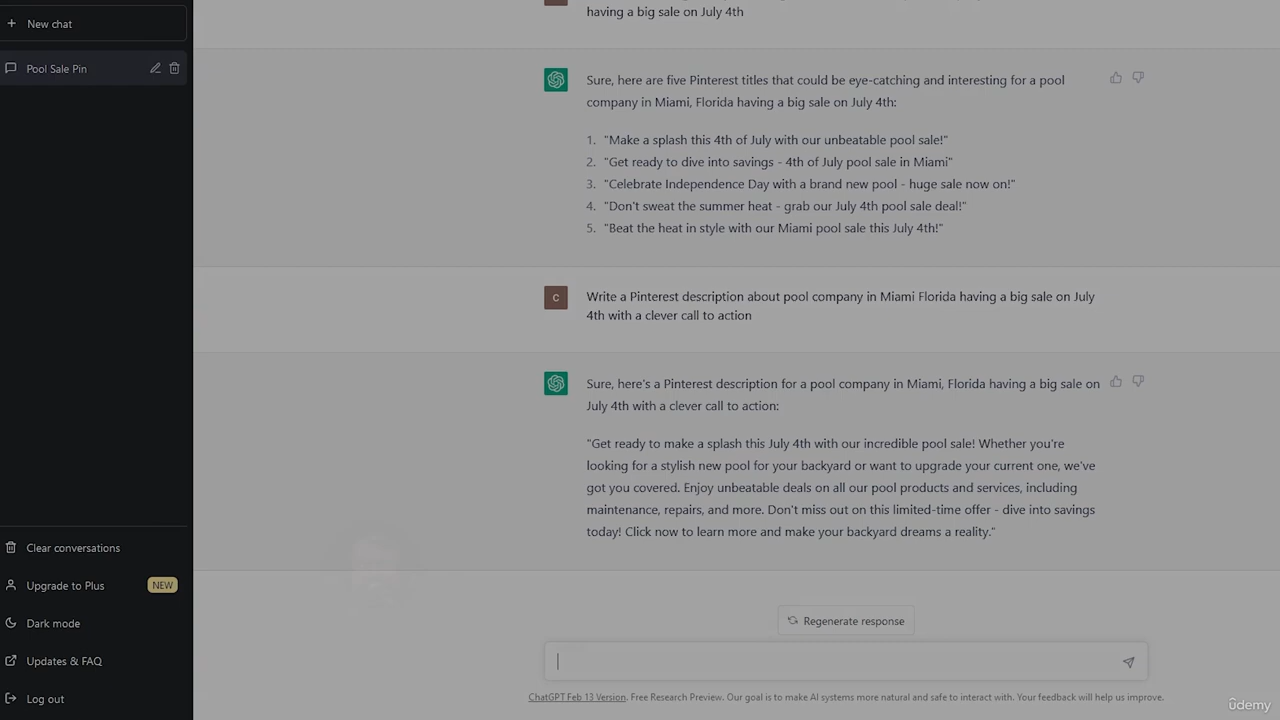 New chat
Pool Sale Pin
Clear conversations
Upgrade to Plus NEW
Dark mode
Updates & FAQ
Log out
having a big sale on July 4th
Sure, here are five Pinterest titles that could be eye-catching and interesting for a pool
company in Miami, Florida having a big sale on July 4th:
1. "Make a splash this 4th of July with our unbeatable pool sale!"
2. "Get ready to dive into savings - 4th of July pool sale in Miami"
3. "Celebrate Independence Day with a brand new pool - huge sale now on!"
4. "Don't sweat the summer heat - grab our July 4th pool sale deal!"
5. "Beat the heat in style with our Miami pool sale this July 4th!"
C
Write a Pinterest description about pool company in Miami Florida having a big sale on July
4th with a clever call to action
Sure, here's a Pinterest description for a pool company in Miami, Florida having a big sale on
July 4th with a clever call to action:
"Get ready to make a splash this July 4th with our incredible pool sale! Whether you're
looking for a stylish new pool for your backyard or want to upgrade your current one, we've
got you covered. Enjoy unbeatable deals on all our pool products and services, including
maintenance, repairs, and more. Don't miss out on this limited-time offer - dive into savings
today! Click now to learn more and make your backyard dreams a reality."
Regenerate response
ChatGPT Feb 13 Version. Free Research Preview. Our goal is to make AI systems more natural and safe to interact with. Your feedback will help us improve.
ûdemy